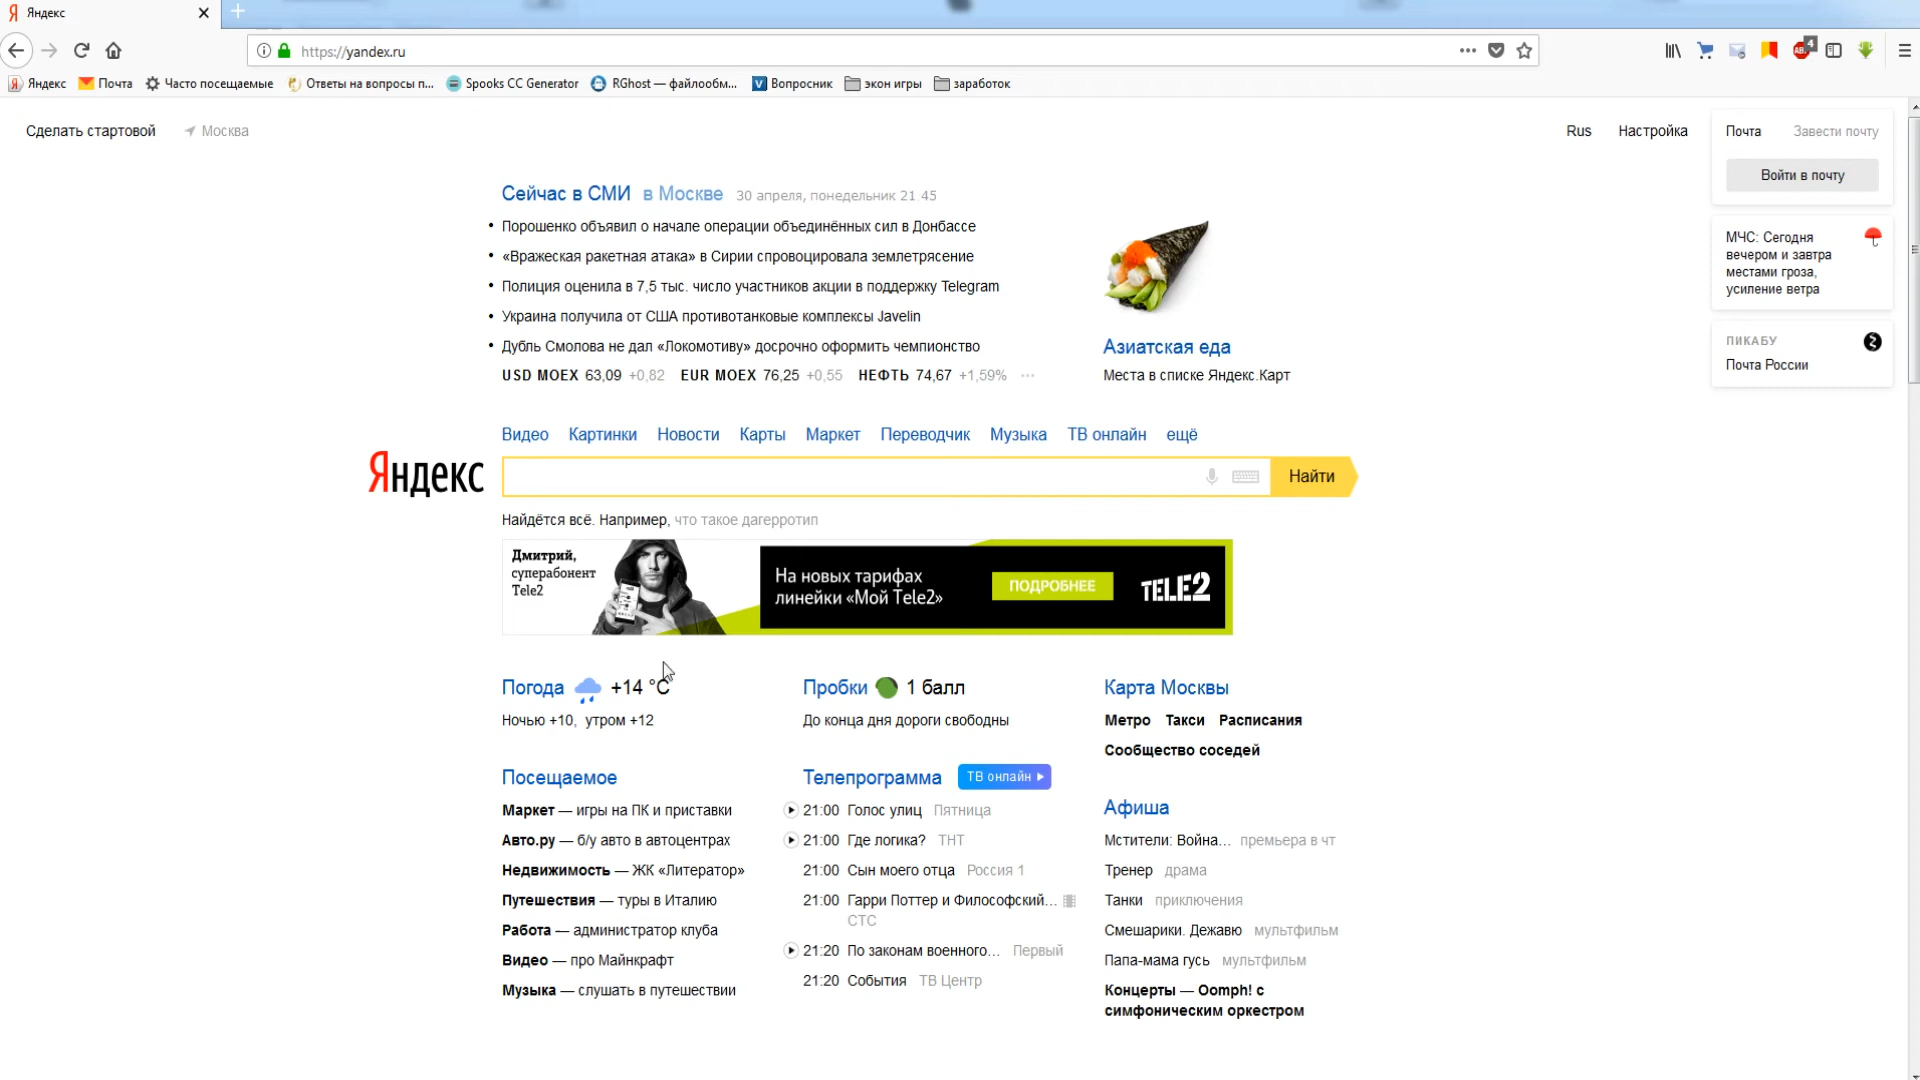 Яндекс
https://yandex.ru
Яндекс Почта Часто посещаемые Ответы на вопросы п... Spooks CC Generator RGhost — файлообм... Вопросник экон игры заработок
4
Сделать стартовой Москва
Rus Настройка
Почта Завести почту
Войти в почту
МЧС: Сегодня
вечером и завтра
местами гроза,
усиление ветра
ПИКАБУ
Почта России
Сейчас в СМИ в Москве 30 апреля, понедельник 21 45
• Порошенко объявил о начале операции объединённых сил в Донбассе
• «Вражеская ракетная атака» в Сирии спровоцировала землетрясение
• Полиция оценила в 7,5 тыс. число участников акции в поддержку Telegram
• Украина получила от США противотанковые комплексы Javelin
• Дубль Смолова не дал «Локомотиву» досрочно оформить чемпионство
USD MOEX 63,09 +0,82 EUR MOEX 76,25 +0,55 НЕФТЬ 74,67 +1,59% ...
Азиатская еда
Места в списке Яндекс.Карт
Видео Картинки Новости Карты Маркет Переводчик Музыка ТВ онлайн ещё
Яндекс
Найти
Найдётся всё. Например, что такое дагерротип
Дмитрий,
суперабонент
Tele2
На новых тарифах
линейки «Мой Tele2»
ПОДРОБНЕЕ
TELE2
Погода +14 °C
Ночью +10, утром +12
Пробки 1 балл
До конца дня дороги свободны
Карта Москвы
Метро Такси Расписания
Сообщество соседей
Посещаемое
Маркет — игры на ПК и приставки
Авто.ру — б/у авто в автоцентрах
Недвижимость — ЖК «Литератор»
Путешествия — туры в Италию
Работа — администратор клуба
Видео — про Майнкрафт
Музыка — слушать в путешествии
Телепрограмма ТВ онлайн
21:00 Голос улиц Пятница
21:00 Где логика? ТНТ
21:00 Сын моего отца Россия 1
21:00 Гарри Поттер и Философский...
СТС
21:20 По законам военного... Первый
21:20 События ТВ Центр
Афиша
Мстители: Война... премьера в чт
Тренер драма
Танки приключения
Смешарики. Дежавю мультфильм
Папа-мама гусь мультфильм
Концерты — Oomph! с
симфоническим оркестром